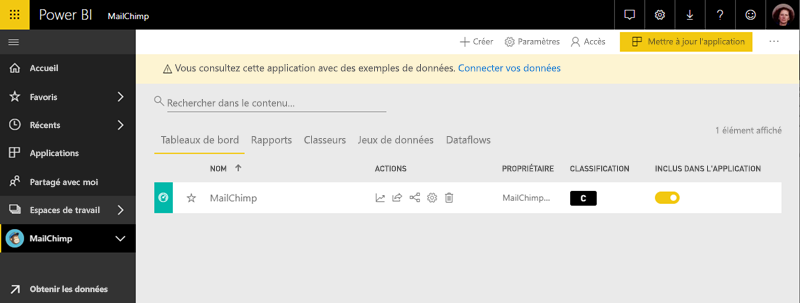 Power BI MailChimp
Créer Paramètres Accès Mettre à jour l'application
Vous consultez cette application avec des exemples de données. Connecter vos données
Accueil
Favoris
Récents
Applications
Partagé avec moi
Espaces de travail
MailChimp
Obtenir les données
Rechercher dans le contenu...
1 élément affiché
Tableaux de bord Rapports Classeurs Jeux de données Dataflows
NOM ACTIONS PROPRIÉTAIRE CLASSIFICATION INCLUS DANS L'APPLICATION
MailChimp MailChimp... C